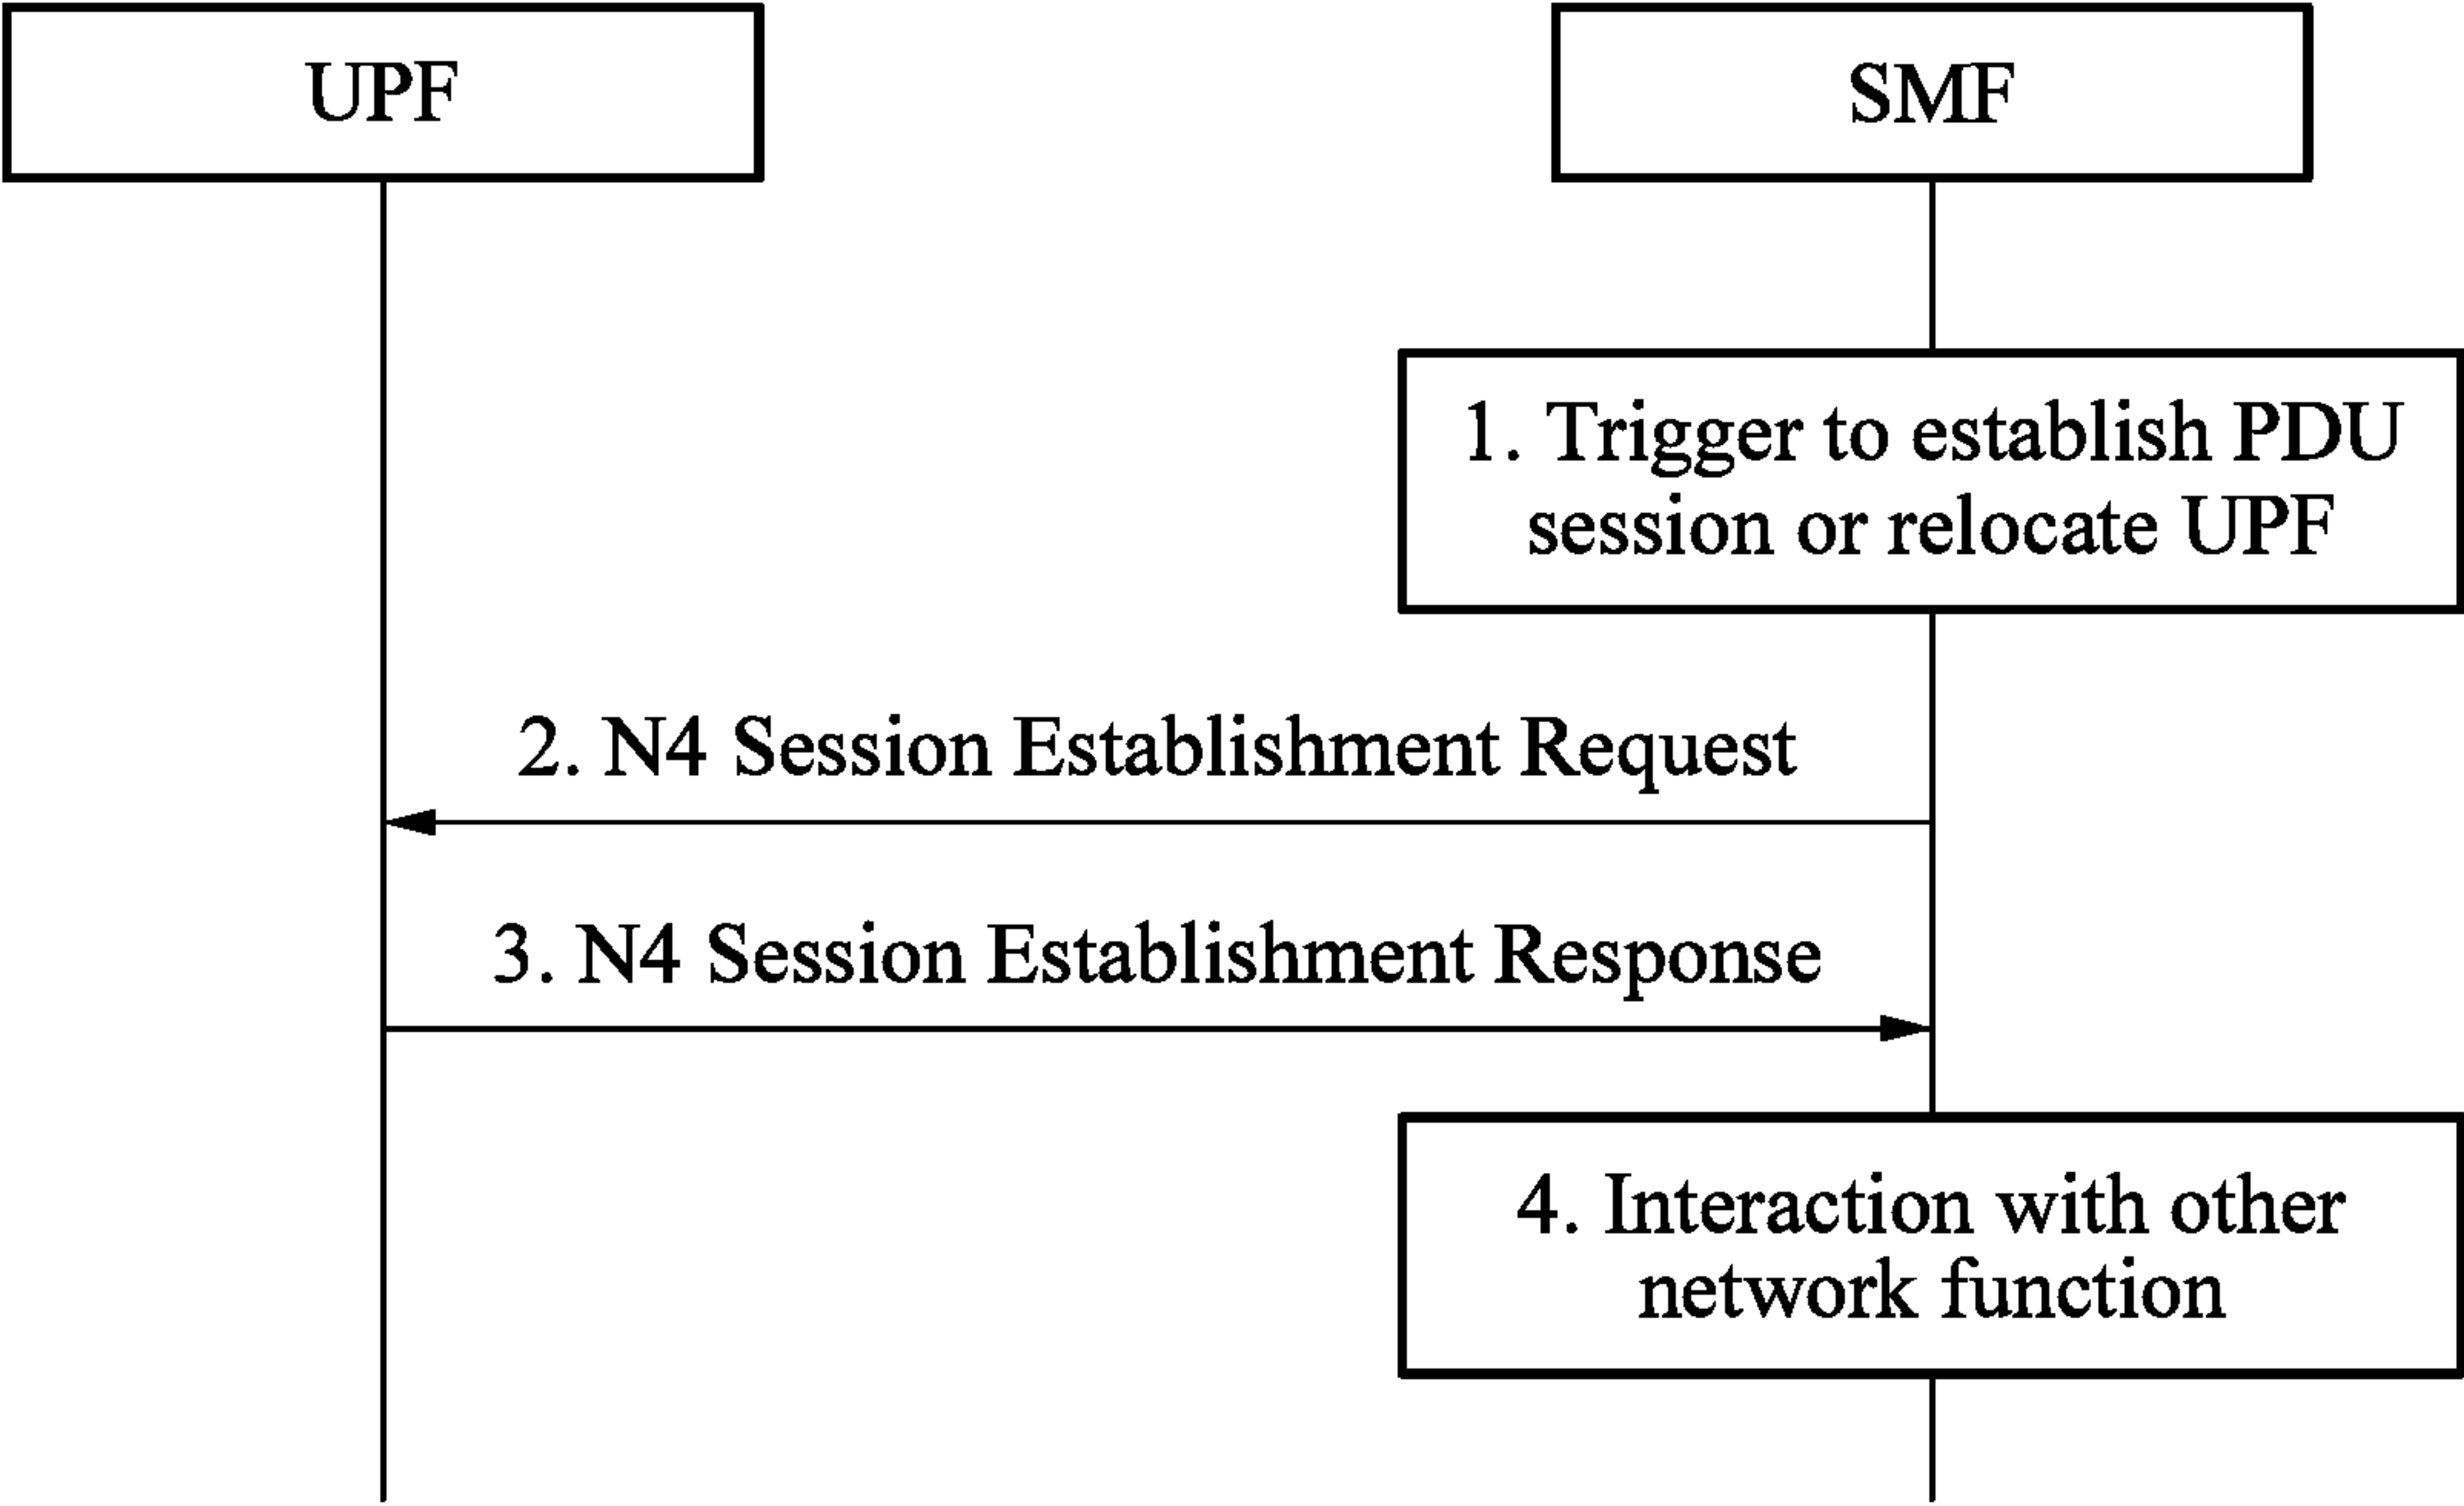 UPF
SMF
1. Trigger to establish PDU
session or relocate UPF
2. N4 Session Establishment Request
3. N4 Session Establishment Response
4. Interaction with other
network function